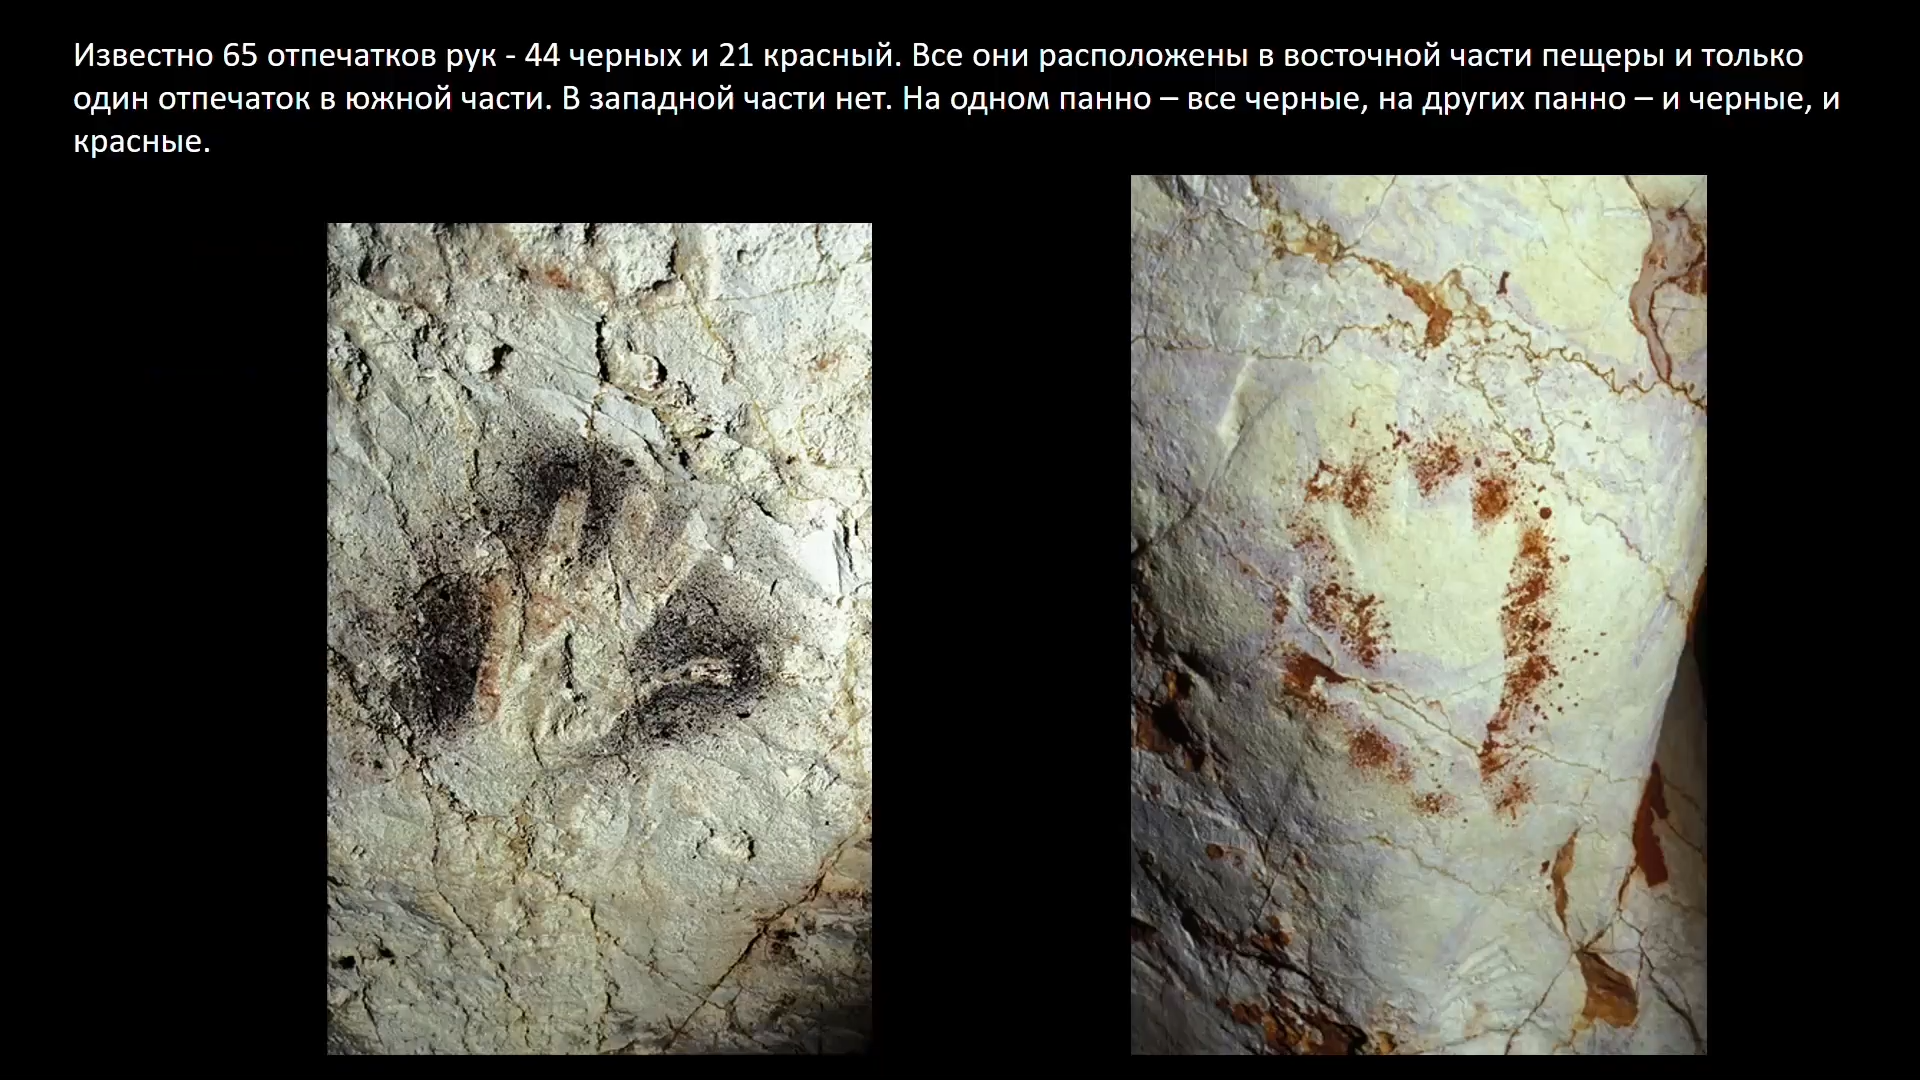 Известно 65 отпечатков рук - 44 черных и 21 красный. Все они расположены в восточной части пещеры и только
один отпечаток в южной части. В западной части нет. На одном панно – все черные, на других панно – и черные, и
красные.